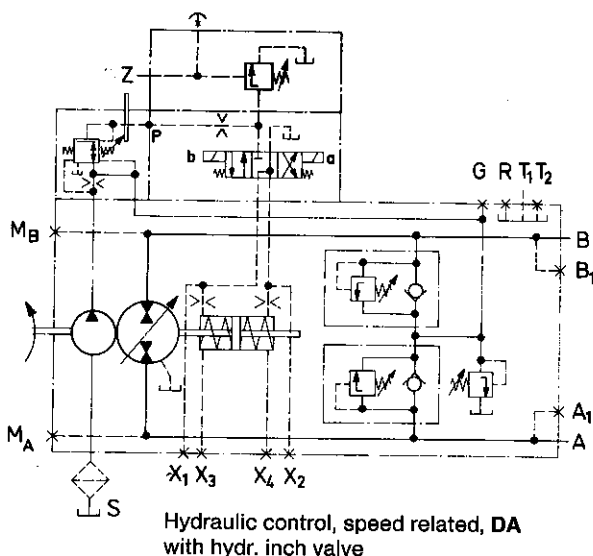 Z
P
b a
G R T1 T2
MB
B
B1
A1
MA
A
X1 X3 X4 X2
S
Hydraulic control, speed related, DA
with hydr. inch valve